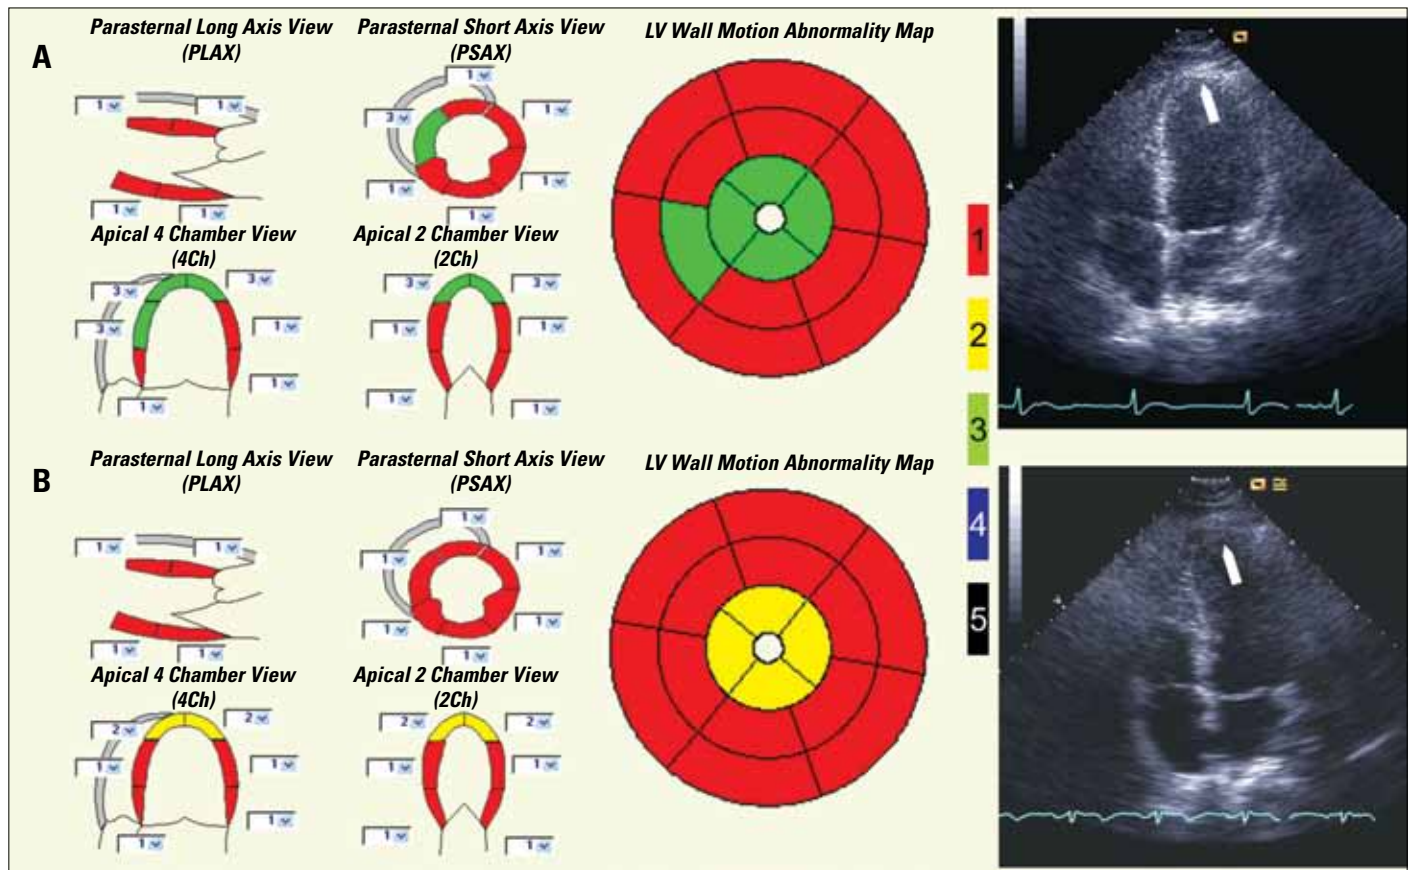 A
Parasternal Long Axis View
(PLAX)
Parasternal Short Axis View
(PSAX)
LV Wall Motion Abnormality Map
1
1
1
1
1
3
1
1
1
1
Apical 4 Chamber View
(4Ch)
Apical 2 Chamber View
(2Ch)
3
3
3
1
1
1
3
3
1
1
1
1
B
Parasternal Long Axis View
(PLAX)
Parasternal Short Axis View
(PSAX)
LV Wall Motion Abnormality Map
1
1
1
1
1
1
1
1
1
1
Apical 4 Chamber View
(4Ch)
Apical 2 Chamber View
(2Ch)
2
2
1
1
1
1
2
2
1
1
1
1
1
2
3
4
5